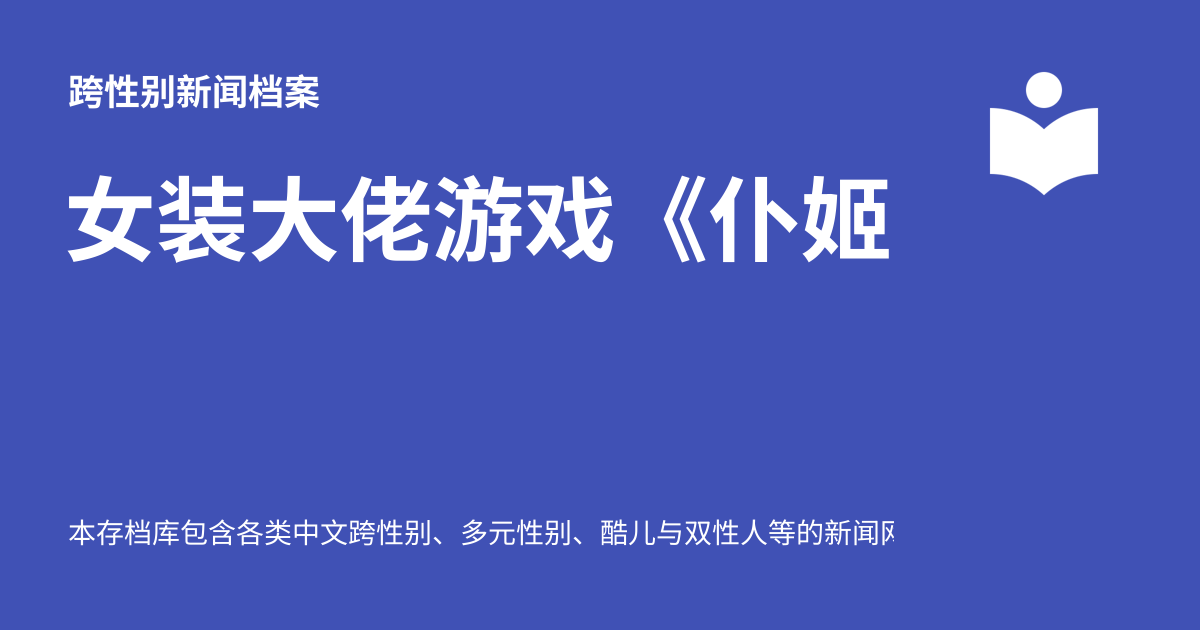 跨性别新闻档案
女装大佬游戏《仆姬
本存档库包含各类中文跨性别、多元性别、酷儿与双性人等的新闻网